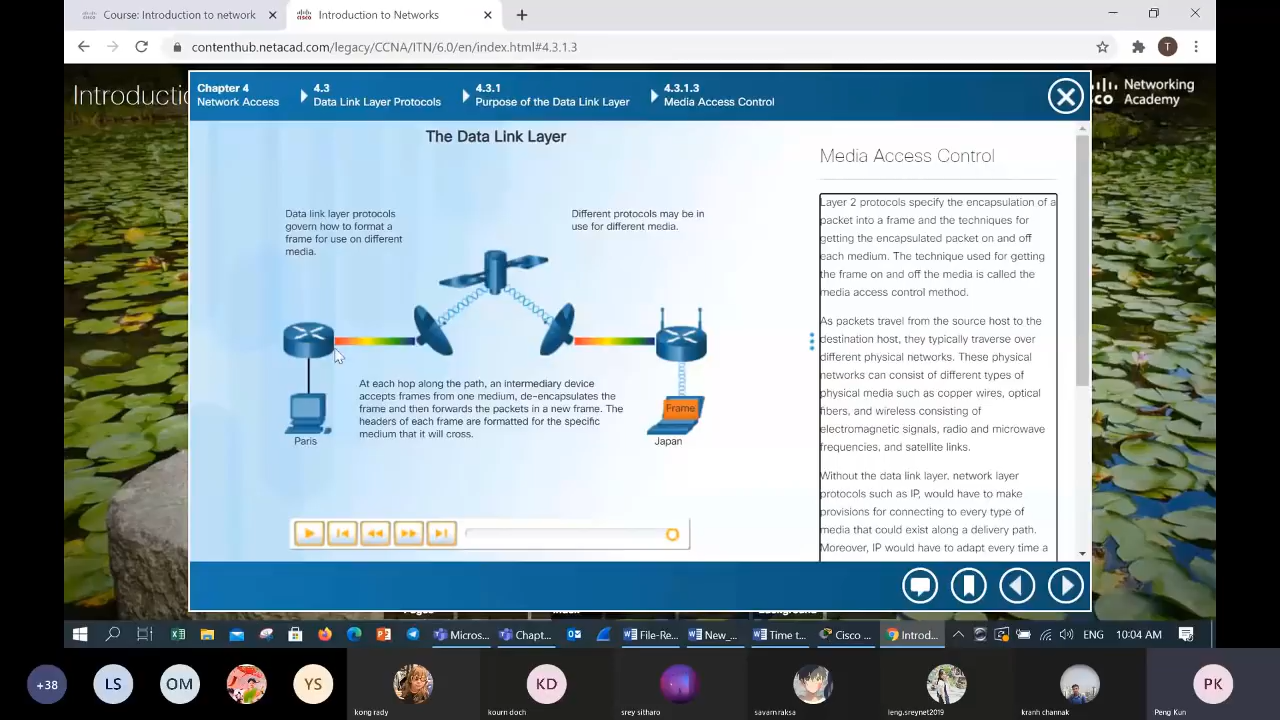 Course: Introduction to network
Introduction to Networks
contenthub.netacad.com/legacy/CCNA/ITN/6.0/en/index.html#4.3.1.3
T
Networking
Academy
Chapter 4
Network Access
4.3
Data Link Layer Protocols
4.3.1
Purpose of the Data Link Layer
4.3.1.3
Media Access Control
The Data Link Layer
Data link layer protocols
govern how to format a
frame for use on different
media.
Different protocols may be in
use for different media.
At each hop along the path, an intermediary device
accepts frames from one medium, de-encapsulates the
frame and then forwards the packets in a new frame. The
headers of each frame are formatted for the specific
medium that it will cross.
Paris
Frame
Japan
Media Access Control
Layer 2 protocols specify the encapsulation of a
packet into a frame and the techniques for
getting the encapsulated packet on and off
each medium. The technique used for getting
the frame on and off the media is called the
media access control method.
As packets travel from the source host to the
destination host, they typically traverse over
different physical networks. These physical
networks can consist of different types of
physical media such as copper wires, optical
fibers, and wireless consisting of
electromagnetic signals, radio and microwave
frequencies, and satellite links.
Without the data link layer, network layer
protocols such as IP, would have to make
provisions for connecting to every type of
media that could exist along a delivery path.
Moreover, IP would have to adapt every time a
Micros...
Chapt...
File-Re...
New_...
Time t...
Cisco ...
Introd...
ENG
10:04 AM
+38
LS
OM
YS
kong rady
KD
kourn doch
srey sitharo
savarn raksa
leng.sreynet2019
kranh channak
PK
Peng Kun